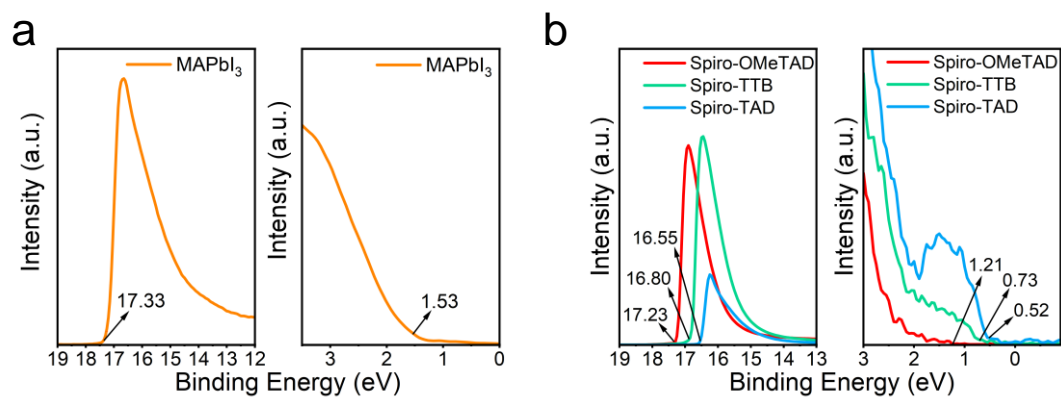 a
MAPbI3
MAPbI3
Intensity (a.u.)
Intensity (a.u.)
17.33
1.53
19 18 17 16 15 14 13 12
3 2 1 0
Binding Energy (eV)
b
Spiro-OMeTAD
Spiro-TTB
Spiro-TAD
Spiro-OMeTAD
Spiro-TTB
Spiro-TAD
Intensity (a.u.)
Intensity (a.u.)
16.55
16.80
17.23
1.21
0.73
0.52
19 18 17 16 15 14 13
3 2 1 0
Binding Energy (eV)